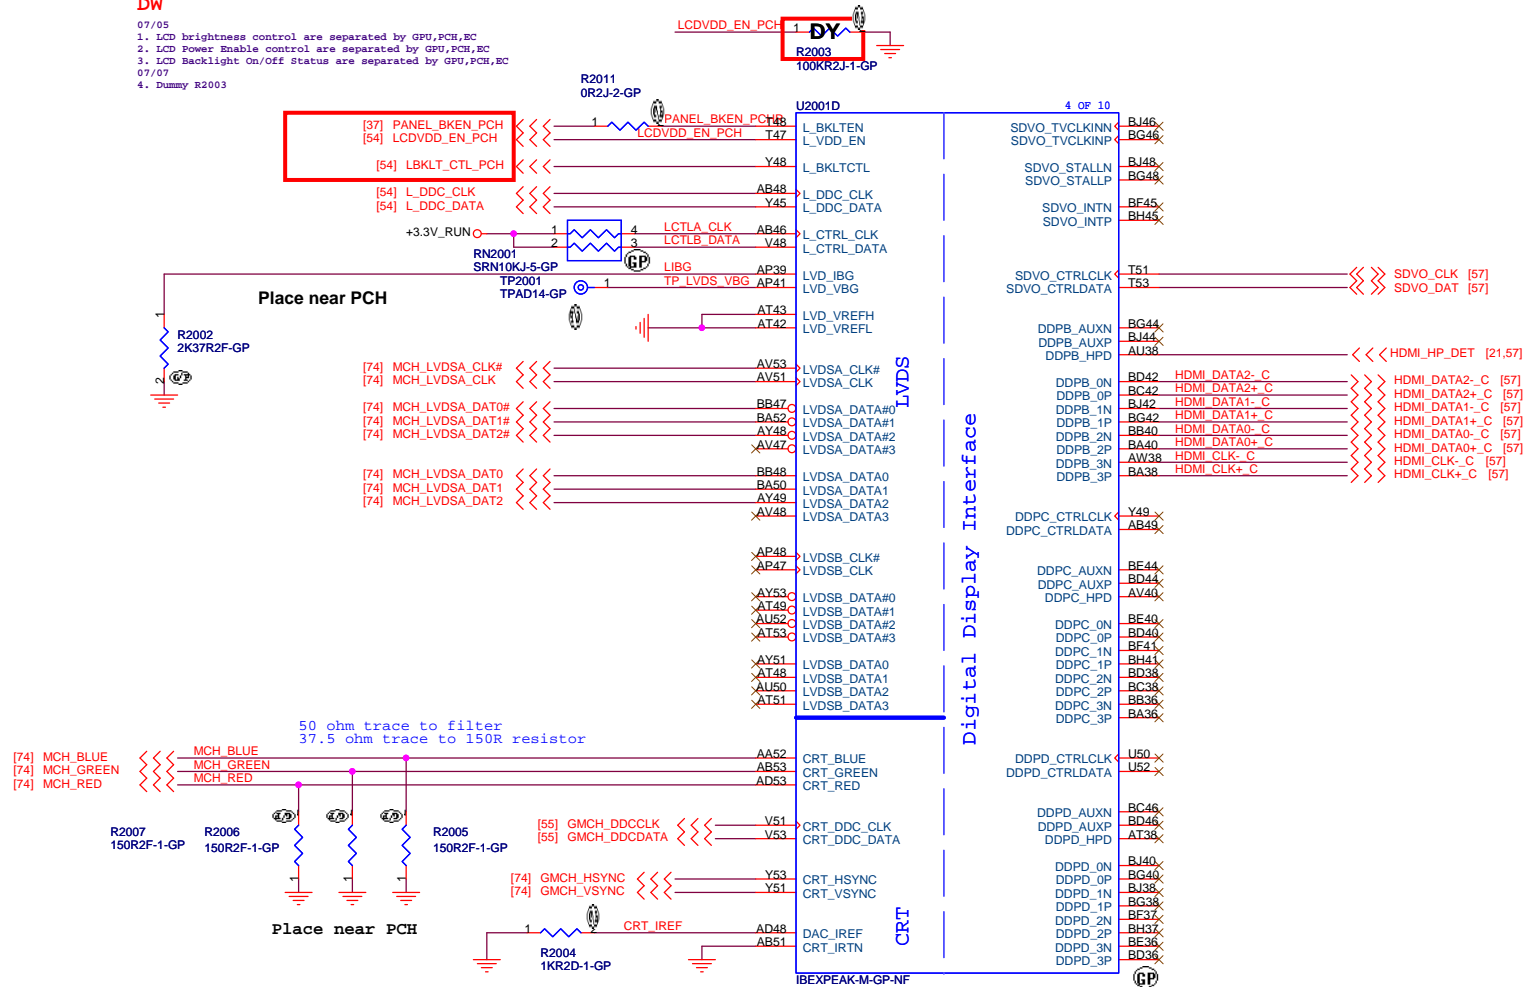 DW
07/05
1. LCD brightness control are separated by GPU,PCH,EC
2. LCD Power Enable control are separated by GPU,PCH,EC
3. LCD Backlight On/Off Status are separated by GPU,PCH,EC
07/07
4. Dummy R2003
LCDVDD_EN_PCH
1
DY
R2003
100KR2J-1-GP
R2011
0R2J-2-GP
U2001D
4 OF 10
[37] PANEL_BKEN_PCH
1
PANEL_BKEN_PCHR
T48
L_BKLTEN
[54] LCDVDD_EN_PCH
LCDVDD_EN_PCH
T47
L_VDD_EN
[54] LBKLT_CTL_PCH
Y48
L_BKLTCTL
[54] L_DDC_CLK
AB48
L_DDC_CLK
[54] L_DDC_DATA
Y45
L_DDC_DATA
+3.3V_RUN
1
4
LCTLA_CLK
AB46
L_CTRL_CLK
2
3
LCTLB_DATA
V48
L_CTRL_DATA
RN2001
SRN10KJ-5-GP
GP
LIBG
AP39
LVD_IBG
TP2001
TPAD14-GP
1
TP_LVDS_VBG
AP41
LVD_VBG
Place near PCH
AT43
LVD_VREFH
AT42
LVD_VREFL
1
R2002
2K37R2F-GP
2
[74] MCH_LVDSA_CLK#
AV53
LVDSA_CLK#
[74] MCH_LVDSA_CLK
AV51
LVDSA_CLK
[74] MCH_LVDSA_DAT0#
BB47
LVDSA_DATA#0
[74] MCH_LVDSA_DAT1#
BA52
LVDSA_DATA#1
[74] MCH_LVDSA_DAT2#
AY48
LVDSA_DATA#2
AV47
LVDSA_DATA#3
[74] MCH_LVDSA_DAT0
BB48
LVDSA_DATA0
[74] MCH_LVDSA_DAT1
BA50
LVDSA_DATA1
[74] MCH_LVDSA_DAT2
AY49
LVDSA_DATA2
AV48
LVDSA_DATA3
AP48
LVDSB_CLK#
AP47
LVDSB_CLK
AY53
LVDSB_DATA#0
AT49
LVDSB_DATA#1
AU52
LVDSB_DATA#2
AT53
LVDSB_DATA#3
AY51
LVDSB_DATA0
AT48
LVDSB_DATA1
AU50
LVDSB_DATA2
AT51
LVDSB_DATA3
LVDS
50 ohm trace to filter
37.5 ohm trace to 150R resistor
[74] MCH_BLUE
MCH_BLUE
AA52
CRT_BLUE
[74] MCH_GREEN
MCH_GREEN
AB53
CRT_GREEN
[74] MCH_RED
MCH_RED
AD53
CRT_RED
R2007
150R2F-1-GP
R2006
150R2F-1-GP
R2005
150R2F-1-GP
1
1
1
Place near PCH
[55] GMCH_DDCCLK
V51
CRT_DDC_CLK
[55] GMCH_DDCDATA
V53
CRT_DDC_DATA
[74] GMCH_HSYNC
Y53
CRT_HSYNC
[74] GMCH_VSYNC
Y51
CRT_VSYNC
1
CRT_IREF
AD48
DAC_IREF
R2004
1KR2D-1-GP
AB51
CRT_IRTN
CRT
IBEXPEAK-M-GP-NF
Digital Display Interface
SDVO_TVCLKINN
BJ46
SDVO_TVCLKINP
BG46
SDVO_STALLN
BJ48
SDVO_STALLP
BG48
SDVO_INTN
BF45
SDVO_INTP
BH45
SDVO_CTRLCLK
T51
SDVO_CLK [57]
SDVO_CTRLDATA
T53
SDVO_DAT [57]
DDPB_AUXN
BG44
DDPB_AUXP
BJ44
DDPB_HPD
AU38
HDMI_HP_DET [21,57]
DDPB_0N
BD42
HDMI_DATA2-_C
HDMI_DATA2-_C [57]
DDPB_0P
BC42
HDMI_DATA2+_C
HDMI_DATA2+_C [57]
DDPB_1N
BJ42
HDMI_DATA1-_C
HDMI_DATA1-_C [57]
DDPB_1P
BG42
HDMI_DATA1+_C
HDMI_DATA1+_C [57]
DDPB_2N
BB40
HDMI_DATA0-_C
HDMI_DATA0-_C [57]
DDPB_2P
BA40
HDMI_DATA0+_C
HDMI_DATA0+_C [57]
DDPB_3N
AW38
HDMI_CLK-_C
HDMI_CLK-_C [57]
DDPB_3P
BA38
HDMI_CLK+_C
HDMI_CLK+_C [57]
DDPC_CTRLCLK
Y49
DDPC_CTRLDATA
AB49
DDPC_AUXN
BE44
DDPC_AUXP
BD44
DDPC_HPD
AV40
DDPC_0N
BE40
DDPC_0P
BD40
DDPC_1N
BF41
DDPC_1P
BH41
DDPC_2N
BD38
DDPC_2P
BC38
DDPC_3N
BB36
DDPC_3P
BA36
DDPD_CTRLCLK
U50
DDPD_CTRLDATA
U52
DDPD_AUXN
BC46
DDPD_AUXP
BD46
DDPD_HPD
AT38
DDPD_0N
BJ40
DDPD_0P
BG40
DDPD_1N
BJ38
DDPD_1P
BG38
DDPD_2N
BF37
DDPD_2P
BH37
DDPD_3N
BE36
DDPD_3P
BD36
GP